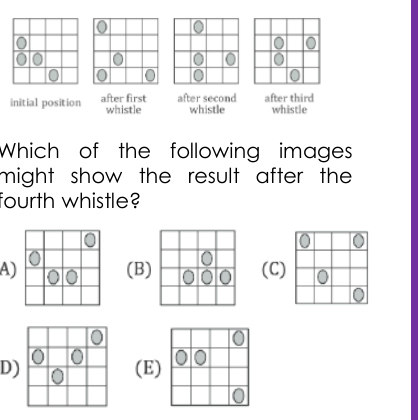 initial position after first whistle after second whistle after third whistle
Which of the following images
might show the result after the
fourth whistle?
A) (B) (C)
D) (E)